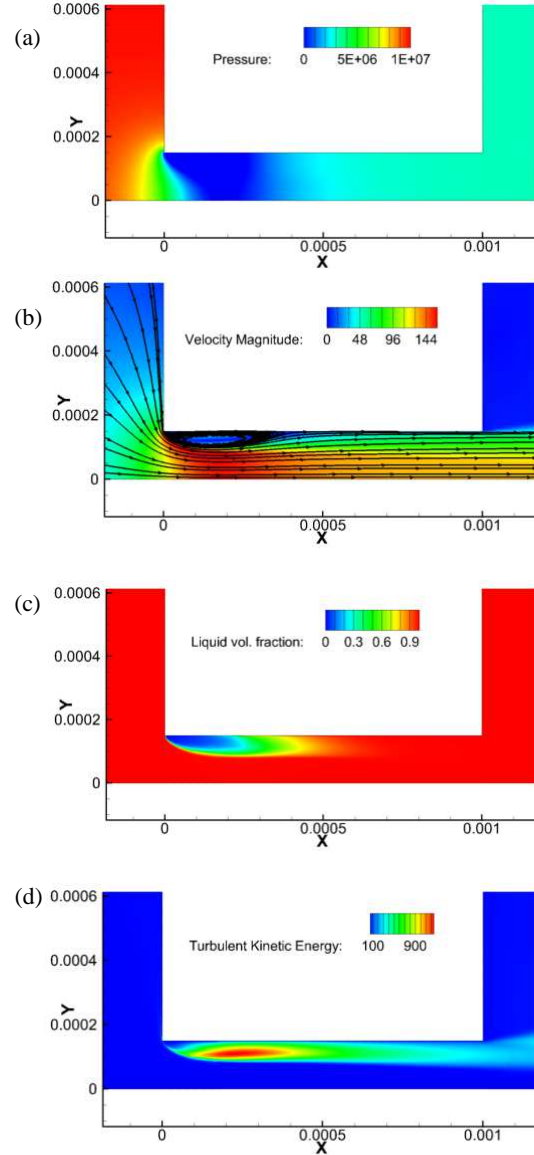 (a)
0.0006
0.0004
0.0002
0
Y
Pressure:
0 5E+06 1E+07
0 0.0005 0.001
X
(b)
0.0006
0.0004
0.0002
0
Y
Velocity Magnitude:
0 48 96 144
0 0.0005 0.001
X
(c)
0.0006
0.0004
0.0002
0
Y
Liquid vol. fraction:
0 0.3 0.6 0.9
0 0.0005 0.001
X
(d)
0.0006
0.0004
0.0002
0
Y
Turbulent Kinetic Energy:
100 900
0 0.0005 0.001
X